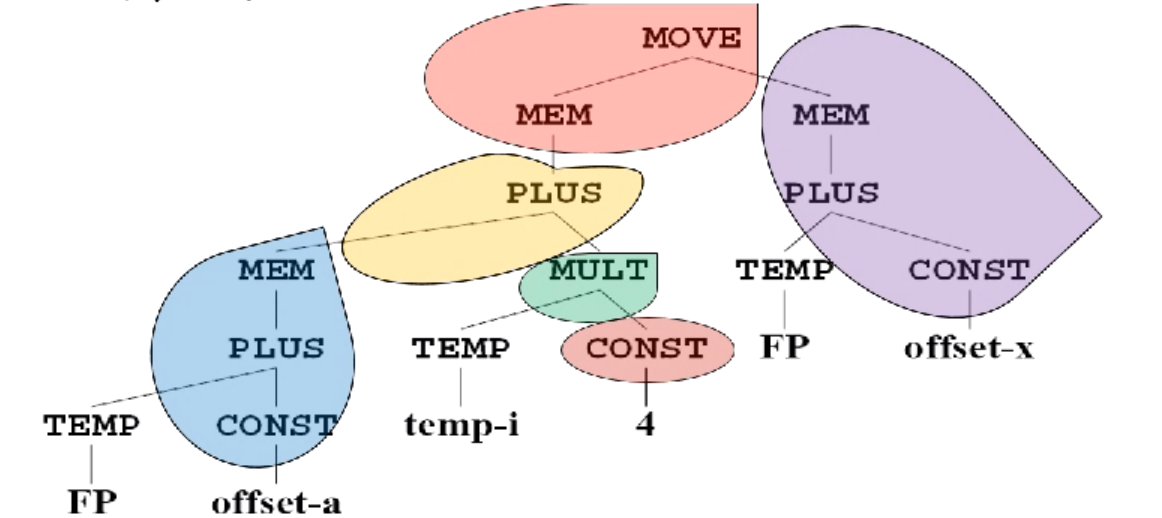 MOVE
MEM MEM
PLUS PLUS
MEM MULT TEMP CONST
PLUS TEMP CONST FP offset-x
TEMP CONST temp-i 4
FP offset-a